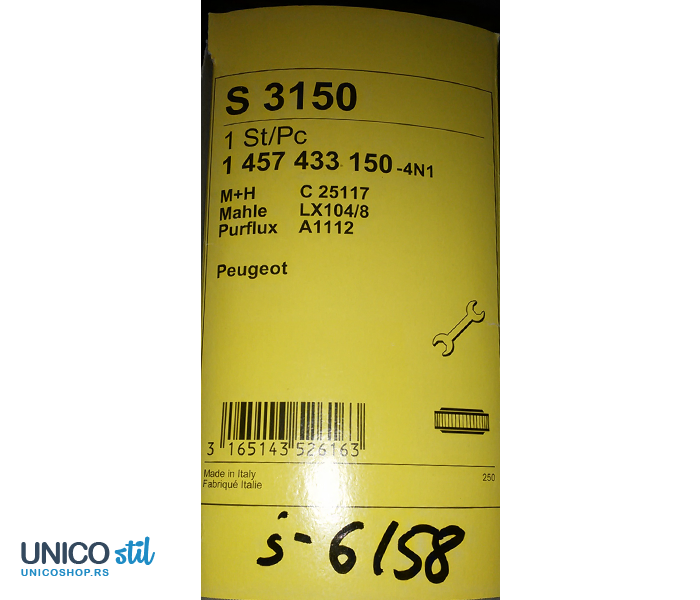 S 3150
1 St/Pc
1 457 433 150-4N1
M+H C 25117
Mahle LX104/8
Purflux A1112
Peugeot
3 165143 526163
Made in Italy
Fabriqué Italie
250
s-6158
UNICO stil
UNICOSHOP.RS